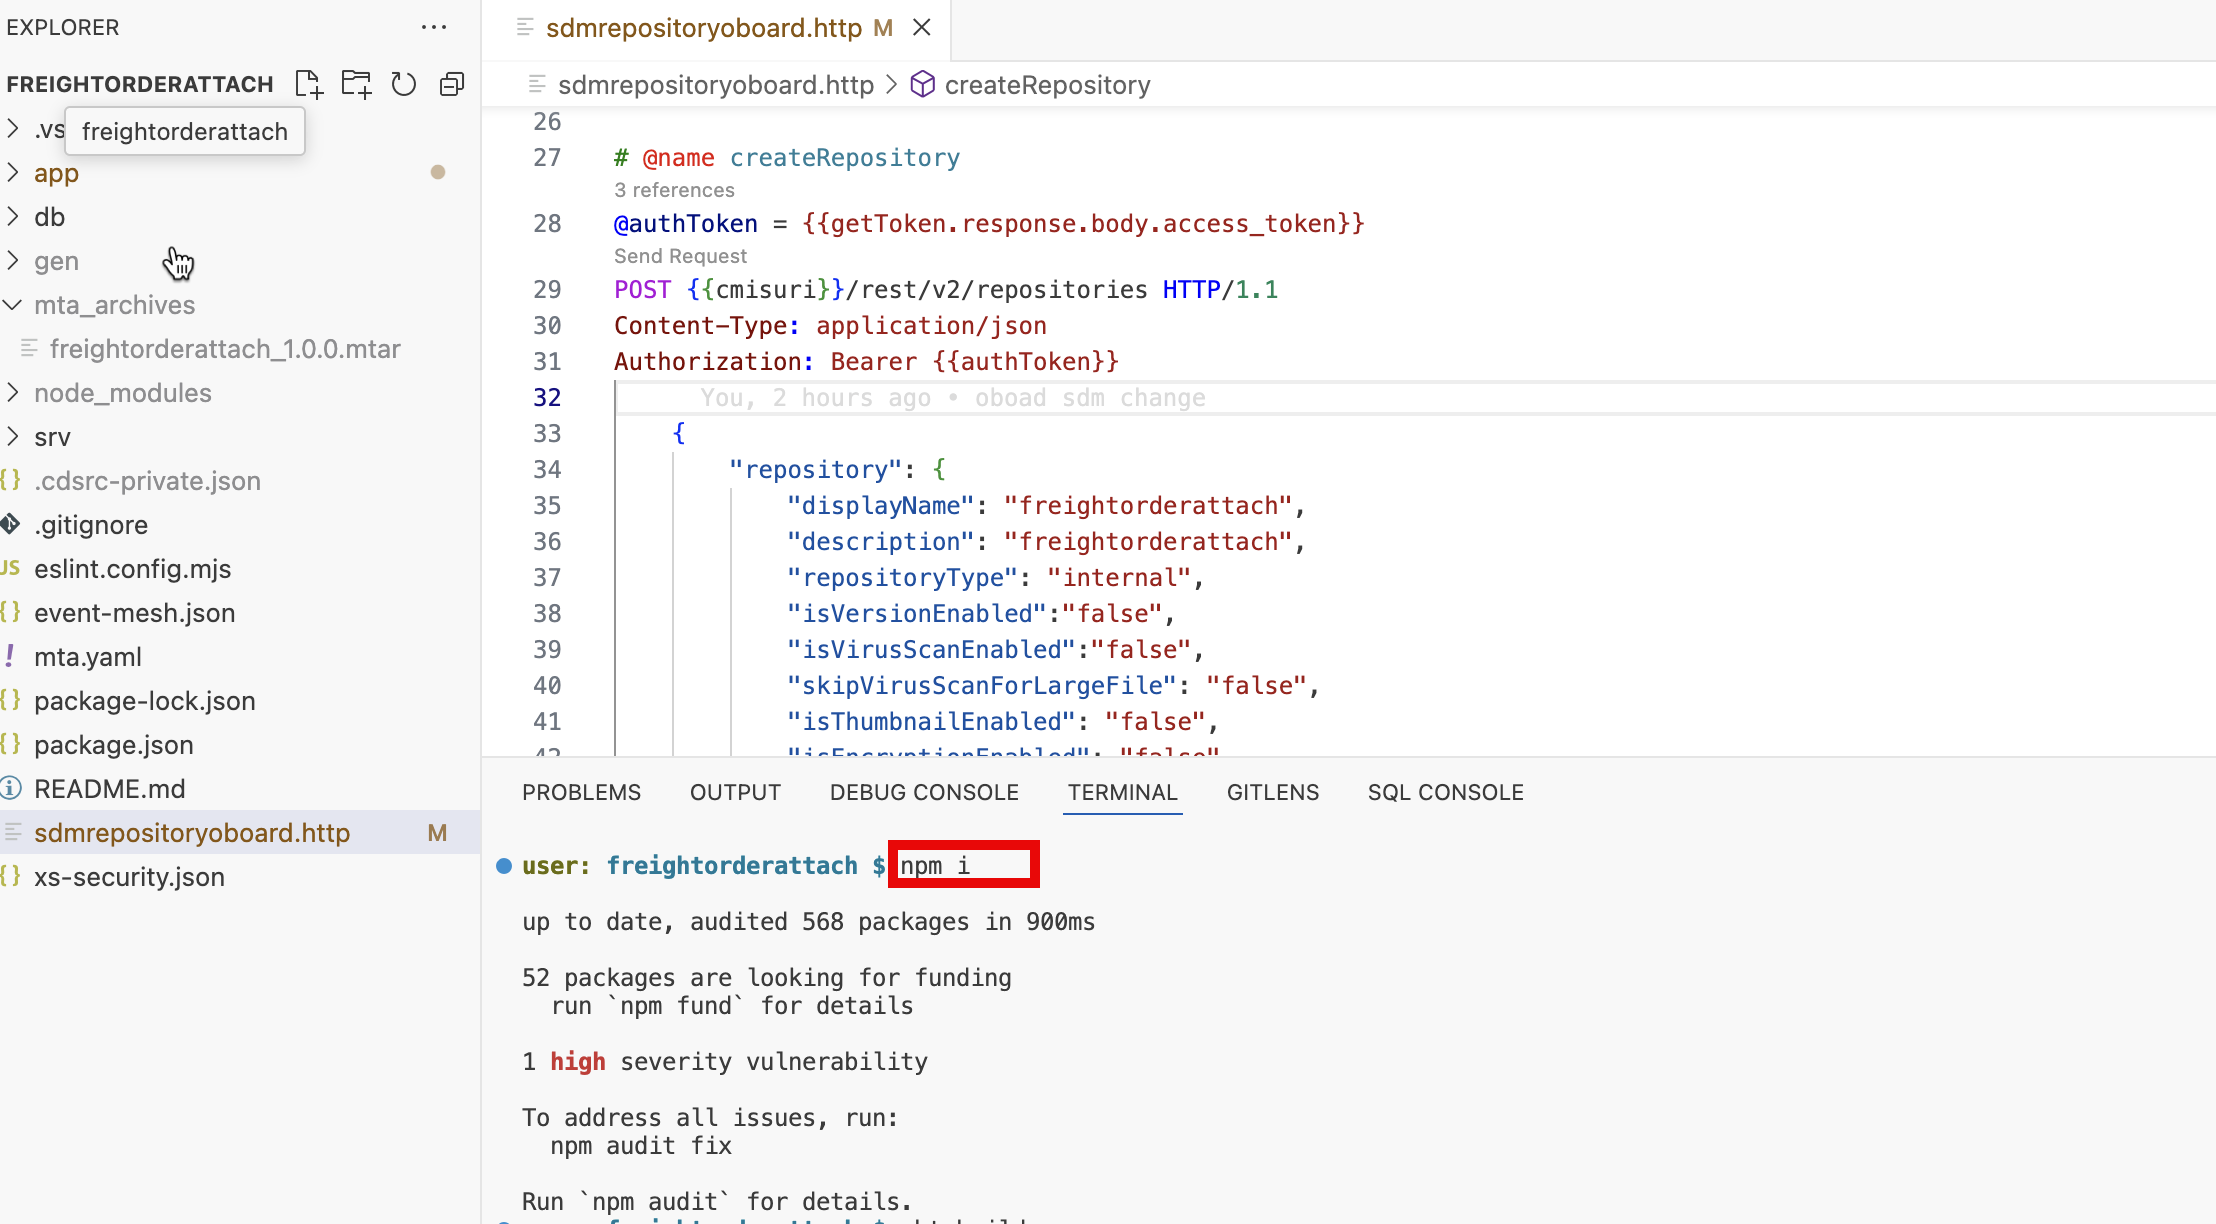 EXPLORER
FREIGHTORDERATTACH
.vs
freightorderattach
app
db
gen
mta_archives
freightorderattach_1.0.0.mtar
node_modules
srv
{} .cdsrc-private.json
.gitignore
JS eslint.config.mjs
{} event-mesh.json
! mta.yaml
{} package-lock.json
{} package.json
README.md
sdmrepositoryoboard.http M
{} xs-security.json
sdmrepositoryoboard.http M
sdmrepositoryoboard.http > createRepository
26
27 # @name createRepository
3 references
28 @authToken = {{getToken.response.body.access_token}}
Send Request
29 POST {{cmisuri}}/rest/v2/repositories HTTP/1.1
30 Content-Type: application/json
31 Authorization: Bearer {{authToken}}
32 You, 2 hours ago • oboad sdm change
33 {
34 "repository": {
35 "displayName": "freightorderattach",
36 "description": "freightorderattach",
37 "repositoryType": "internal",
38 "isVersionEnabled":"false",
39 "isVirusScanEnabled":"false",
40 "skipVirusScanForLargeFile": "false",
41 "isThumbnailEnabled": "false",
42 "isEncryptionEnabled": "false"
PROBLEMS OUTPUT DEBUG CONSOLE TERMINAL GITLENS SQL CONSOLE
user: freightorderattach $ npm i
up to date, audited 568 packages in 900ms
52 packages are looking for funding
run `npm fund` for details
1 high severity vulnerability
To address all issues, run:
npm audit fix
Run `npm audit` for details.